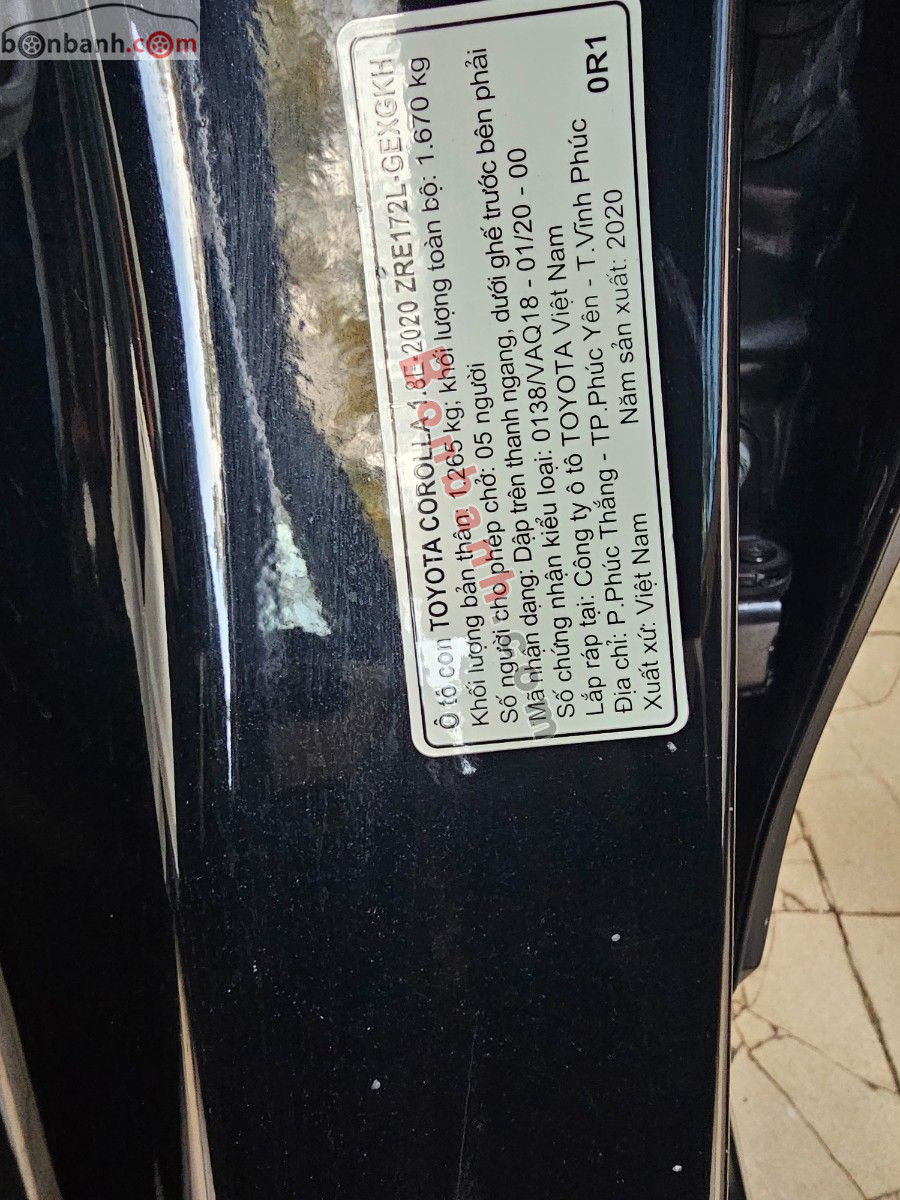 bonbanh.com
Ô tô con TOYOTA COROLLA 1.8E-2020 ZRE172L-GEXGKH
Khối lượng bản thân: 1.265 kg; khối lượng toàn bộ: 1.670 kg
Số người cho phép chở: 05 người
Mã nhận dạng: Dập trên thanh ngang, dưới ghế trước bên phải
Số chứng nhận kiểu loại: 0138/VAQ18 - 01/20 - 00
Lắp ráp tại: Công ty ô tô TOYOTA Việt Nam
Địa chỉ: P.Phúc Thắng - TP.Phúc Yên - T.Vĩnh Phúc
Xuất xứ: Việt Nam Năm sản xuất: 2020 0R1
Bonbanh.com